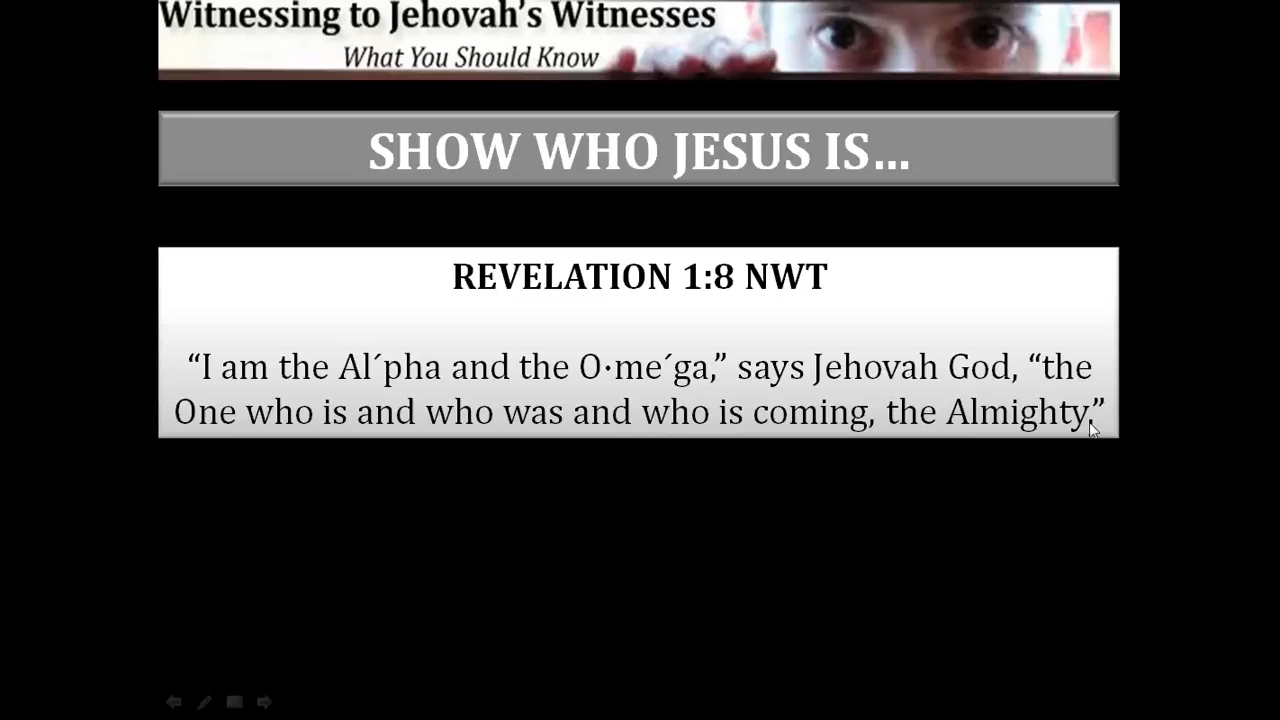 Witnessing to Jehovah’s Witnesses
What You Should Know
SHOW WHO JESUS IS...
REVELATION 1:8 NWT
“I am the Al´pha and the O·me´ga,” says Jehovah God, “the
One who is and who was and who is coming, the Almighty.”